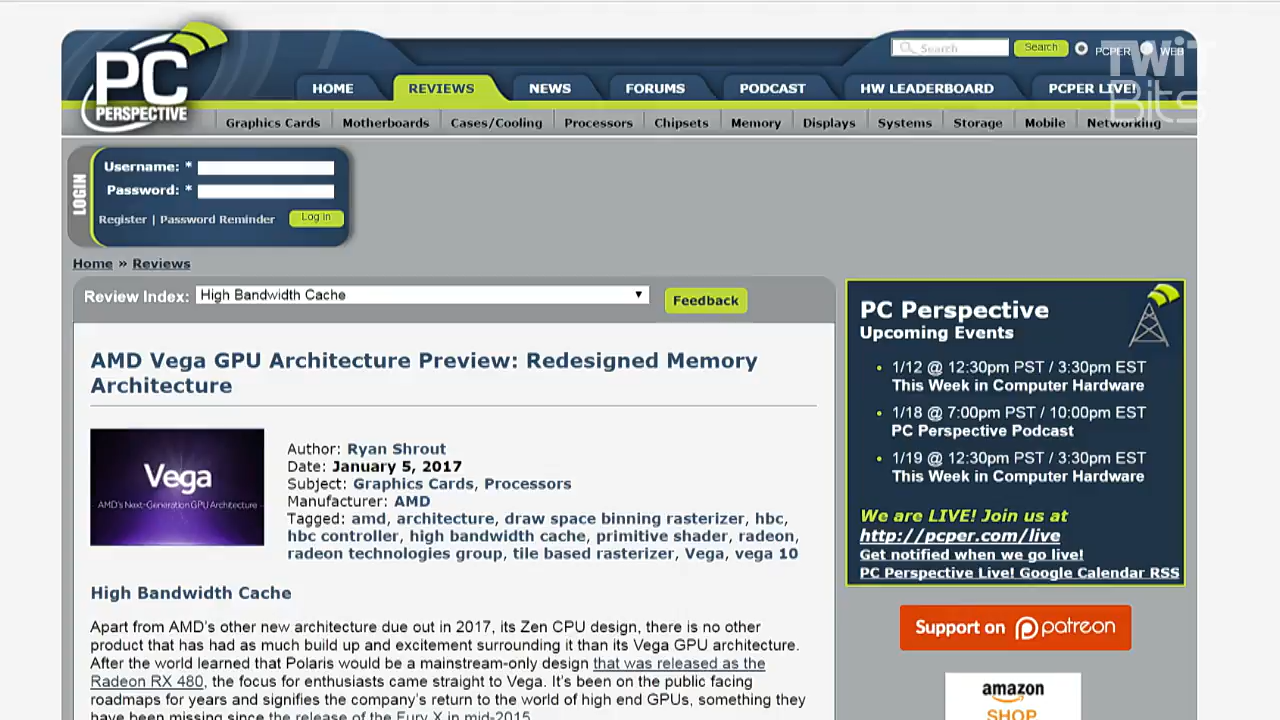 PC
PERSPECTIVE
Search
Search
PCPER
WEB
TWiT
Bits
HOME
REVIEWS
NEWS
FORUMS
PODCAST
HW LEADERBOARD
PCPER LIVE!
Graphics Cards
Motherboards
Cases/Cooling
Processors
Chipsets
Memory
Displays
Systems
Storage
Mobile
Networking
LOGIN
Username: *
Password: *
Register | Password Reminder
Log in
Home » Reviews
Review Index:
High Bandwidth Cache
Feedback
AMD Vega GPU Architecture Preview: Redesigned Memory
Architecture
Vega
AMD's Next-Generation GPU Architecture
Author: Ryan Shrout
Date: January 5, 2017
Subject: Graphics Cards, Processors
Manufacturer: AMD
Tagged: amd, architecture, draw space binning rasterizer, hbc,
hbc controller, high bandwidth cache, primitive shader, radeon,
radeon technologies group, tile based rasterizer, Vega, vega 10
High Bandwidth Cache
Apart from AMD's other new architecture due out in 2017, its Zen CPU design, there is no other
product that has had as much build up and excitement surrounding it than its Vega GPU architecture.
After the world learned that Polaris would be a mainstream-only design that was released as the
Radeon RX 480, the focus for enthusiasts came straight to Vega. It's been on the public facing
roadmaps for years and signifies the company's return to the world of high end GPUs, something they
have been missing since the release of the Fury X in mid-2015.
PC Perspective
Upcoming Events
• 1/12 @ 12:30pm PST / 3:30pm EST
This Week in Computer Hardware
• 1/18 @ 7:00pm PST / 10:00pm EST
PC Perspective Podcast
• 1/19 @ 12:30pm PST / 3:30pm EST
This Week in Computer Hardware
We are LIVE! Join us at
http://pcper.com/live
Get notified when we go live!
PC Perspective Live! Google Calendar RSS
Support on patreon
amazon
SHOP